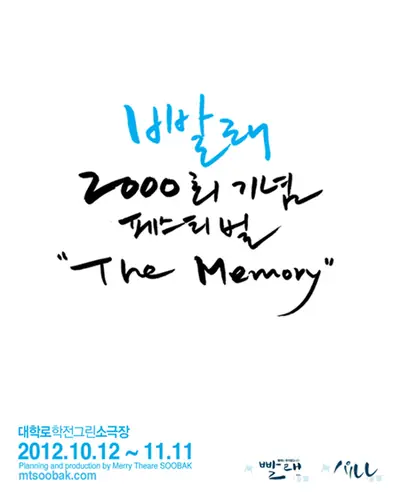 비발래
2000회 기념
페스티벌
"The Memory"
대학로학전그린소극장
2012.10.12 ~ 11.11
Planning and production by Merry Theare SOOBAK
mtsoobak.com
빨래